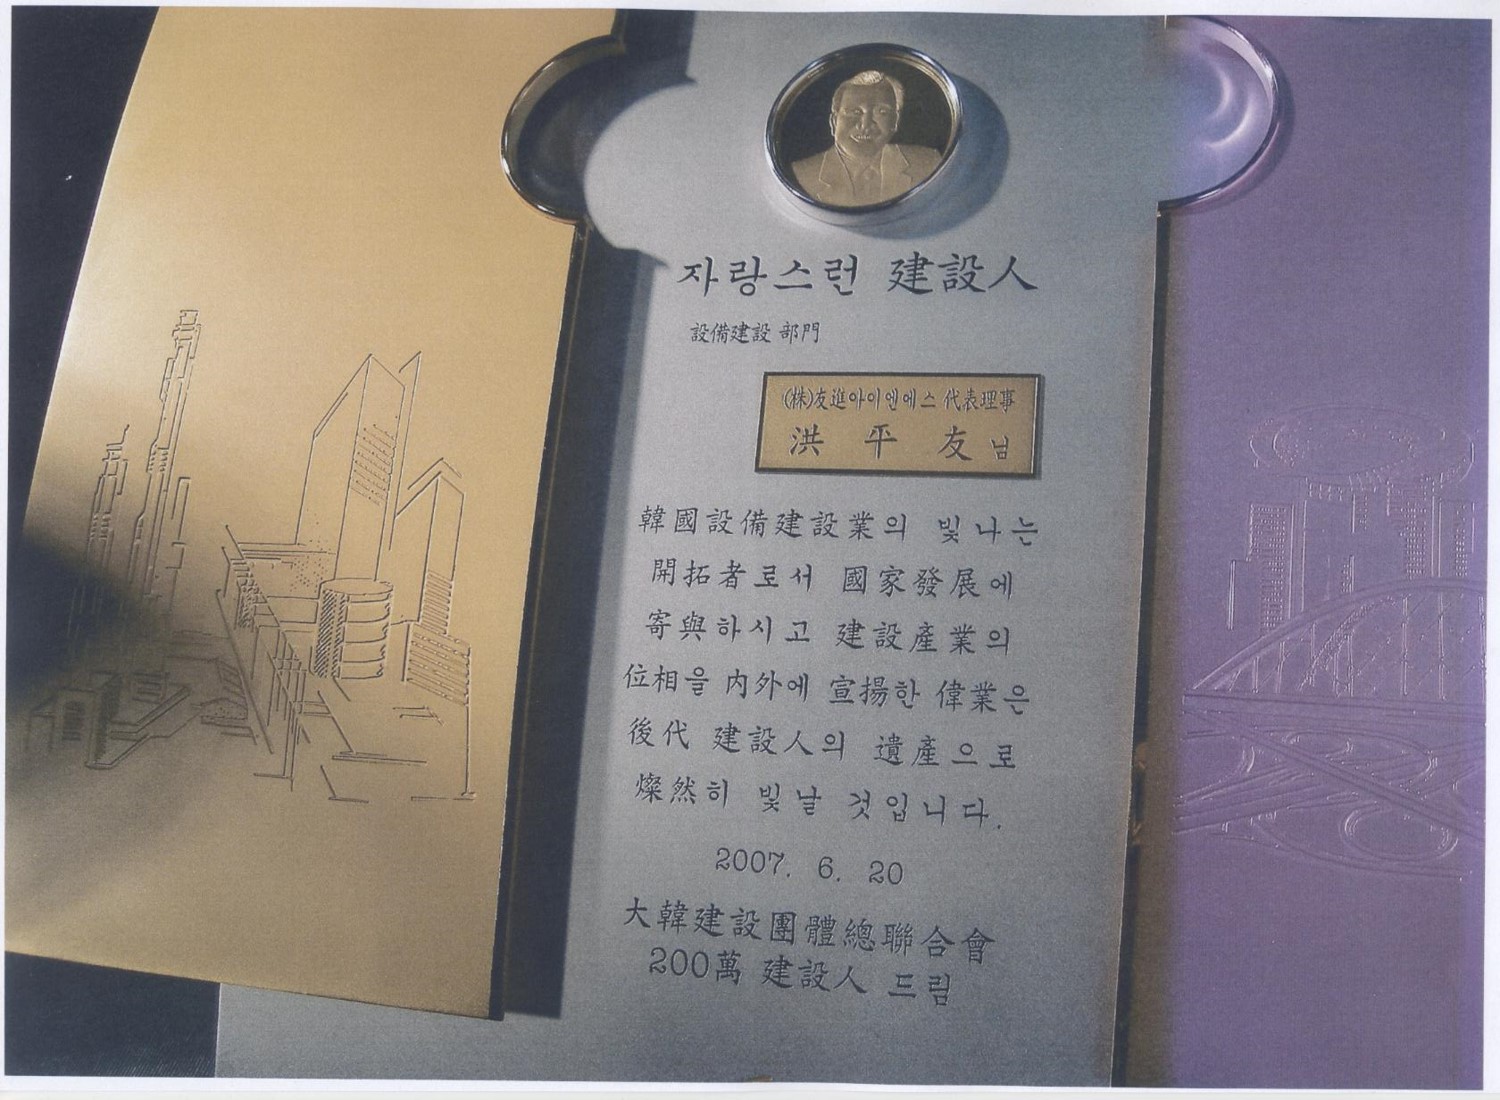 자랑스런 建設人
設備建設 部門
(株)友進아이엔에스 代表理事
洪 平 友 님
韓國設備建設業의 빛나는
開拓者로서 國家發展에
寄與하시고 建設產業의
位相을 內外에 宣揚한 偉業은
後代 建設人의 遺產으로
燦然히 빛날 것입니다.
2007. 6. 20
大韓建設團體總聯合會
200萬 建設人 드림